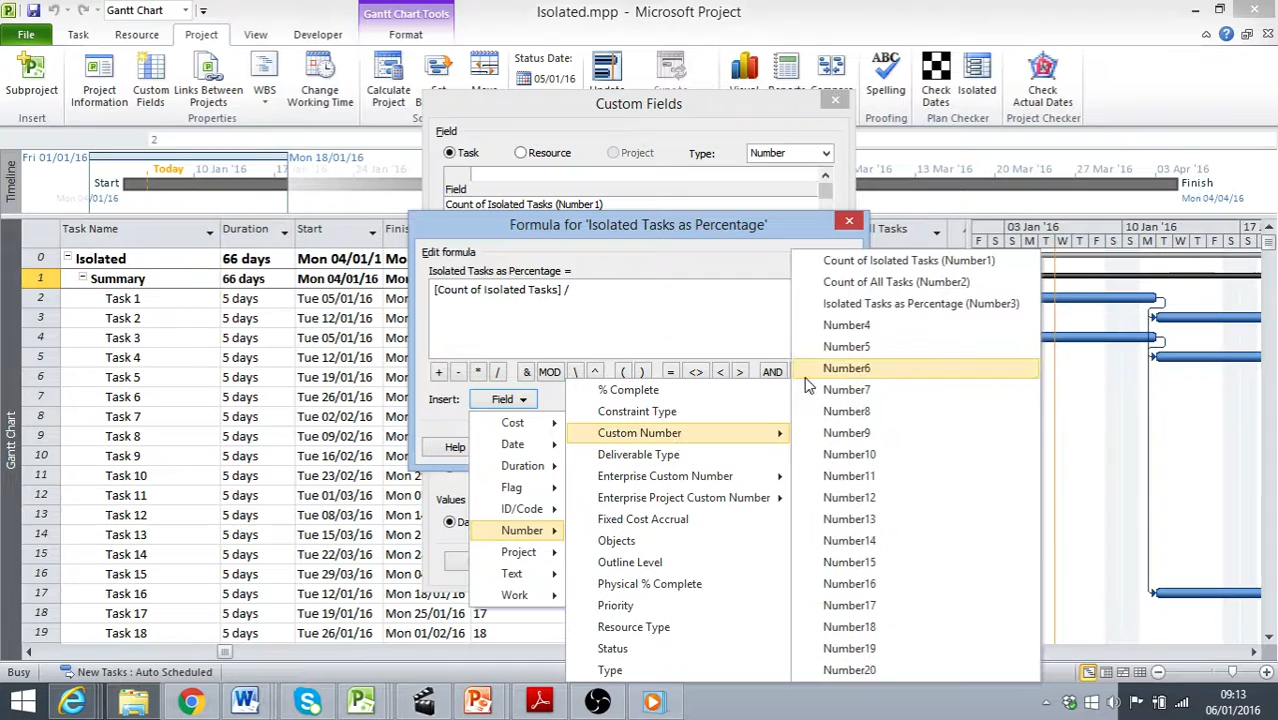 Gantt Chart
Gantt Chart Tools
Isolated.mpp - Microsoft Project
File
Task
Resource
Project
View
Developer
Format
Subproject
Project Information
Custom Fields
Links Between Projects
WBS
Change Working Time
Calculate Project
Status Date:
05/01/16
Spelling
Check Dates
Isolated
Check Actual Dates
Insert
Properties
Proofing
Plan Checker
Project Checker
Custom Fields
Field
Task
Resource
Project
Type:
Number
Field
Count of Isolated Tasks (Number1)
2
Timeline
Fri 01/01/16
Mon 18/01/16
Today
10 Jan '16
24 Jan '16
Mar '16
13 Mar '16
20 Mar '16
27 Mar '16
03 Apr '16
Start
Mon 04/01/16
Finish
Mon 04/04/16
Task Name
Duration
Start
All Tasks
03 Jan '16
10 Jan '16
F S S M T W T F S S M T W T F S
0 Isolated 66 days Mon 04/01/1
1 Summary 66 days Mon 04/01/1
2 Task 1 5 days Tue 05/01/16
3 Task 2 5 days Tue 12/01/16
4 Task 3 5 days Tue 05/01/16
5 Task 4 5 days Tue 12/01/16
6 Task 5 5 days Tue 19/01/16
7 Task 6 5 days Tue 26/01/16
8 Task 7 5 days Tue 02/02/16
9 Task 8 5 days Tue 09/02/16
10 Task 9 5 days Tue 16/02/16
11 Task 10 5 days Tue 23/02/16
12 Task 11 5 days Tue 01/03/16
13 Task 12 5 days Tue 08/03/16
14 Task 13 5 days Tue 15/03/16
15 Task 14 5 days Tue 22/03/16
16 Task 15 5 days Tue 29/03/16
17 Task 16 5 days Tue 12/01/16 Mon 18/01/16
18 Task 17 5 days Tue 19/01/16 Mon 25/01/16 17
19 Task 18 5 days Tue 26/01/16 Mon 01/02/16 18
Gantt Chart
Formula for 'Isolated Tasks as Percentage'
Edit formula
Isolated Tasks as Percentage =
[Count of Isolated Tasks] /
+ - * / & MOD \ ^ ( ) = <> < > AND
Insert:
Field
Help
Values
Cost
Date
Duration
Flag
ID/Code
Number
Project
Text
Work
% Complete
Constraint Type
Custom Number
Deliverable Type
Enterprise Custom Number
Enterprise Project Custom Number
Fixed Cost Accrual
Objects
Outline Level
Physical % Complete
Priority
Resource Type
Status
Type
Count of Isolated Tasks (Number1)
Count of All Tasks (Number2)
Isolated Tasks as Percentage (Number3)
Number4
Number5
Number6
Number7
Number8
Number9
Number10
Number11
Number12
Number13
Number14
Number15
Number16
Number17
Number18
Number19
Number20
Busy
New Tasks : Auto Scheduled
09:13
06/01/2016